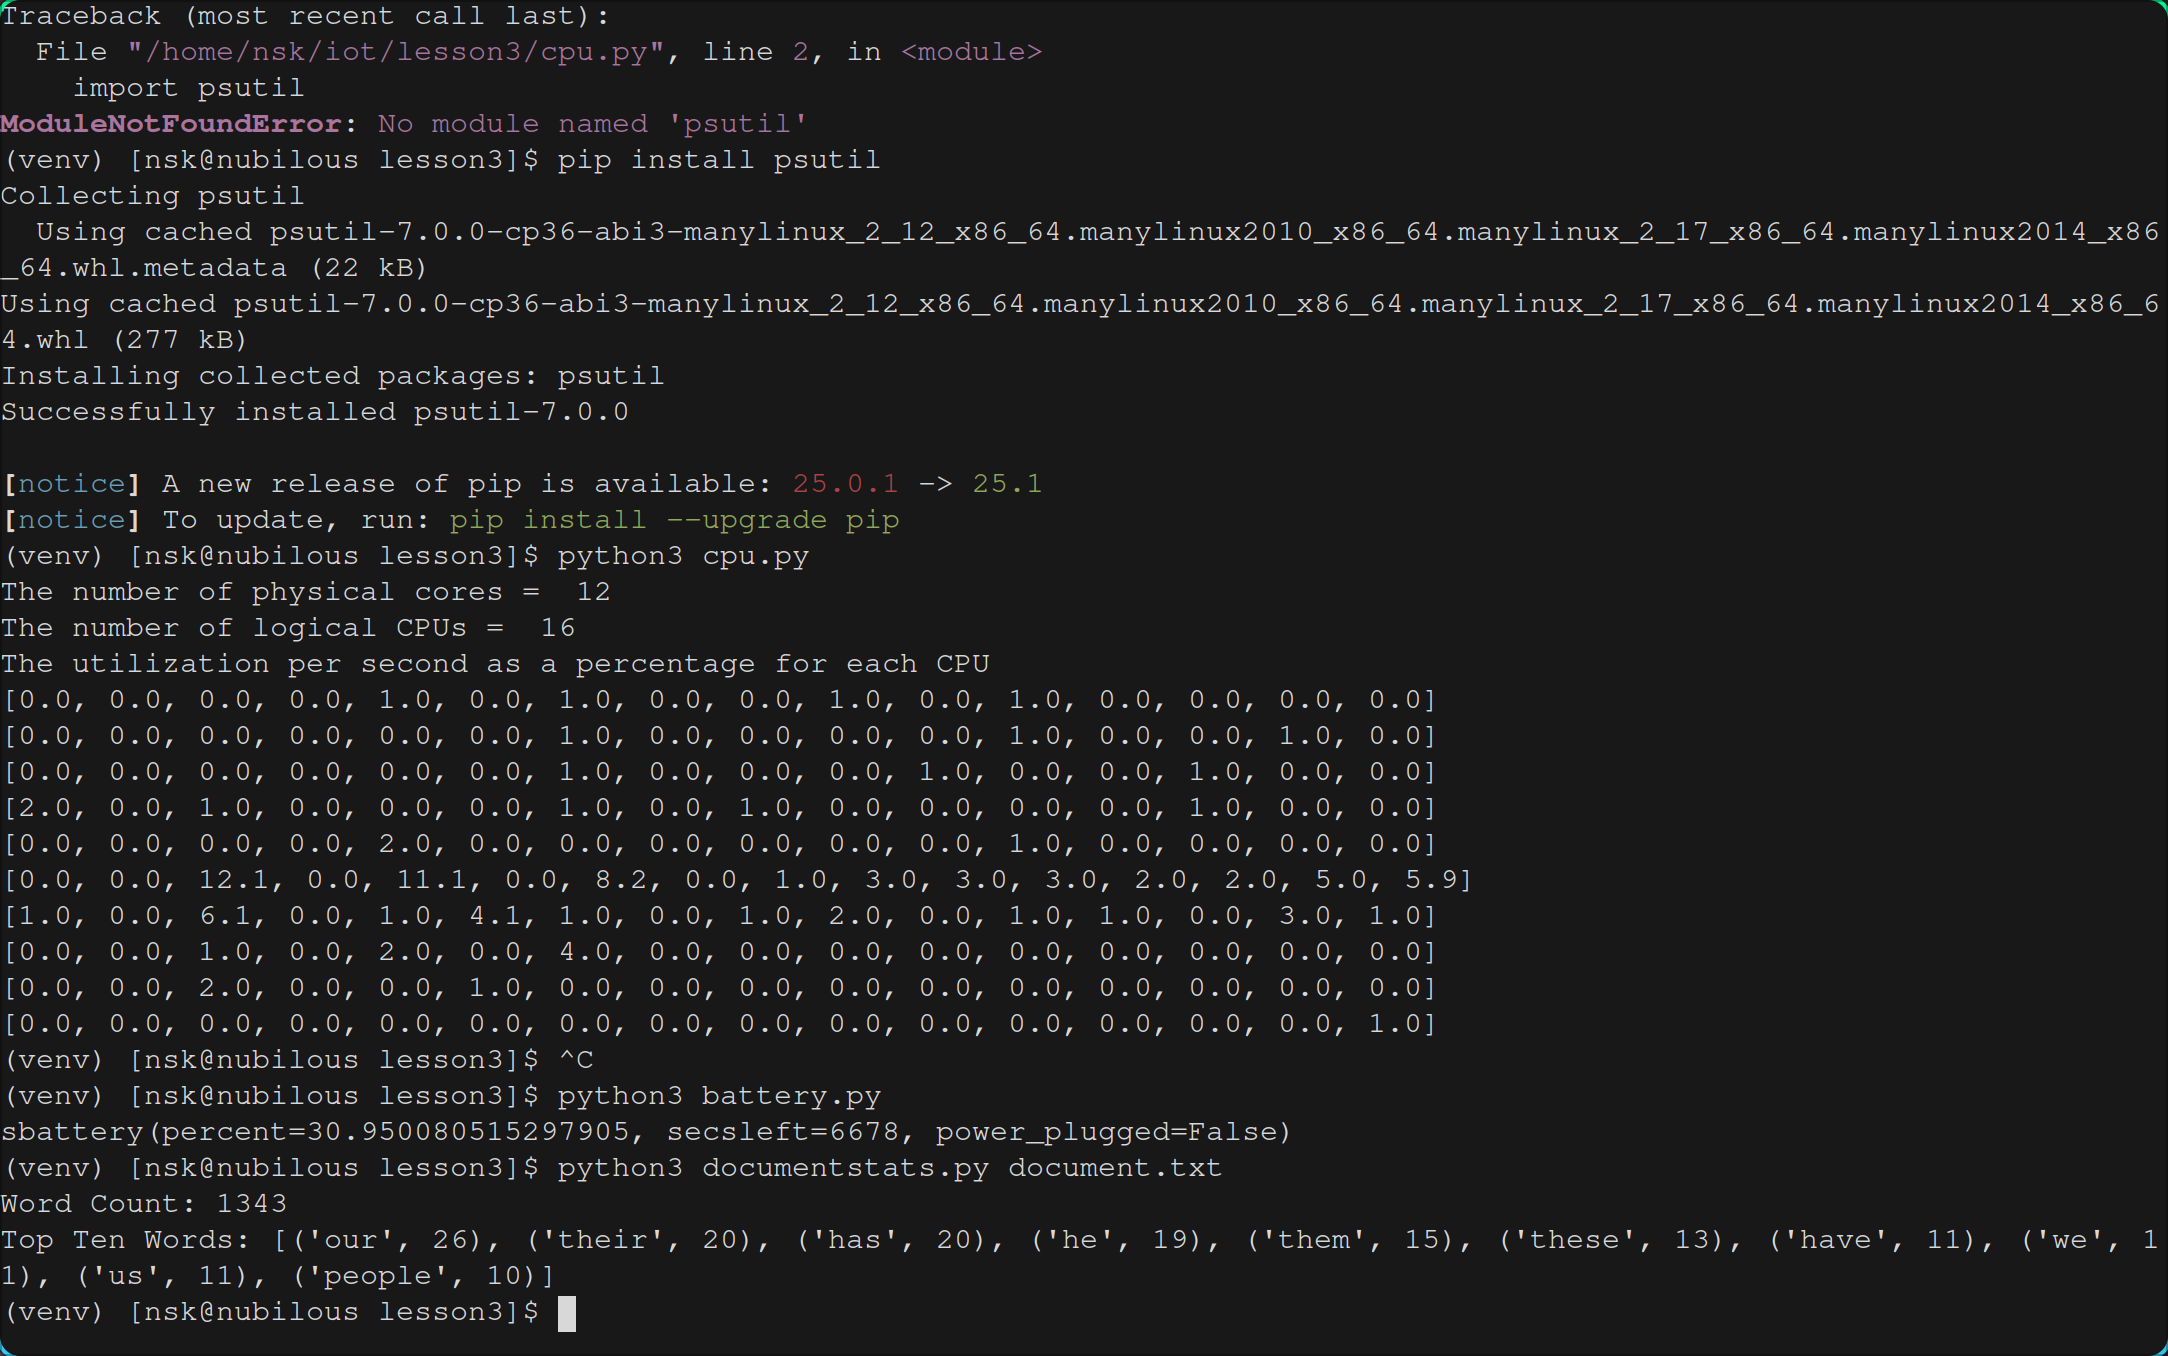 Traceback (most recent call last):
  File "/home/nsk/iot/lesson3/cpu.py", line 2, in <module>
    import psutil
ModuleNotFoundError: No module named 'psutil'
(venv) [nsk@nubilous lesson3]$ pip install psutil
Collecting psutil
  Using cached psutil-7.0.0-cp36-abi3-manylinux_2_12_x86_64.manylinux2010_x86_64.manylinux_2_17_x86_64.manylinux2014_x86
_64.whl.metadata (22 kB)
Using cached psutil-7.0.0-cp36-abi3-manylinux_2_12_x86_64.manylinux2010_x86_64.manylinux_2_17_x86_64.manylinux2014_x86_6
4.whl (277 kB)
Installing collected packages: psutil
Successfully installed psutil-7.0.0

[notice] A new release of pip is available: 25.0.1 -> 25.1
[notice] To update, run: pip install --upgrade pip
(venv) [nsk@nubilous lesson3]$ python3 cpu.py
The number of physical cores =  12
The number of logical CPUs =  16
The utilization per second as a percentage for each CPU
[0.0, 0.0, 0.0, 0.0, 1.0, 0.0, 1.0, 0.0, 0.0, 1.0, 0.0, 1.0, 0.0, 0.0, 0.0, 0.0]
[0.0, 0.0, 0.0, 0.0, 0.0, 0.0, 1.0, 0.0, 0.0, 0.0, 0.0, 1.0, 0.0, 0.0, 1.0, 0.0]
[0.0, 0.0, 0.0, 0.0, 0.0, 0.0, 1.0, 0.0, 0.0, 0.0, 1.0, 0.0, 0.0, 1.0, 0.0, 0.0]
[2.0, 0.0, 1.0, 0.0, 0.0, 0.0, 1.0, 0.0, 1.0, 0.0, 0.0, 0.0, 0.0, 1.0, 0.0, 0.0]
[0.0, 0.0, 0.0, 0.0, 2.0, 0.0, 0.0, 0.0, 0.0, 0.0, 0.0, 1.0, 0.0, 0.0, 0.0, 0.0]
[0.0, 0.0, 12.1, 0.0, 11.1, 0.0, 8.2, 0.0, 1.0, 3.0, 3.0, 3.0, 2.0, 2.0, 5.0, 5.9]
[1.0, 0.0, 6.1, 0.0, 1.0, 4.1, 1.0, 0.0, 1.0, 2.0, 0.0, 1.0, 1.0, 0.0, 3.0, 1.0]
[0.0, 0.0, 1.0, 0.0, 2.0, 0.0, 4.0, 0.0, 0.0, 0.0, 0.0, 0.0, 0.0, 0.0, 0.0, 0.0]
[0.0, 0.0, 2.0, 0.0, 0.0, 1.0, 0.0, 0.0, 0.0, 0.0, 0.0, 0.0, 0.0, 0.0, 0.0, 0.0]
[0.0, 0.0, 0.0, 0.0, 0.0, 0.0, 0.0, 0.0, 0.0, 0.0, 0.0, 0.0, 0.0, 0.0, 0.0, 1.0]
(venv) [nsk@nubilous lesson3]$ ^C
(venv) [nsk@nubilous lesson3]$ python3 battery.py
sbattery(percent=30.950080515297905, secsleft=6678, power_plugged=False)
(venv) [nsk@nubilous lesson3]$ python3 documentstats.py document.txt
Word Count: 1343
Top Ten Words: [('our', 26), ('their', 20), ('has', 20), ('he', 19), ('them', 15), ('these', 13), ('have', 11), ('we', 1
1), ('us', 11), ('people', 10)]
(venv) [nsk@nubilous lesson3]$